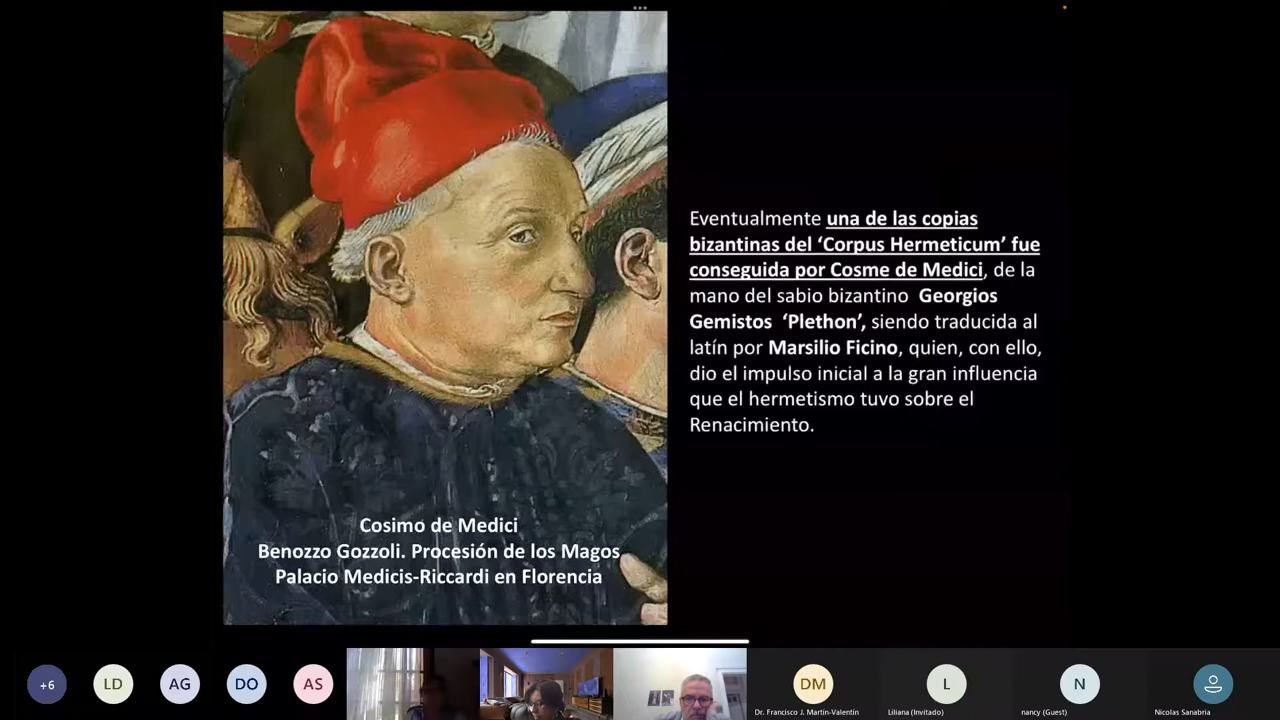 Eventualmente una de las copias
bizantinas del ‘Corpus Hermeticum’ fue
conseguida por Cosme de Medici, de la
mano del sabio bizantino Georgios
Gemistos ‘Plethon’, siendo traducida al
latín por Marsilio Ficino, quien, con ello,
dio el impulso inicial a la gran influencia
que el hermetismo tuvo sobre el
Renacimiento.
Cosimo de Medici
Benozzo Gozzoli. Procesión de los Magos
Palacio Medicis-Riccardi en Florencia
+6
LD
AG
DO
AS
DM
Dr. Francisco J. Martín-Valentín
L
Liliana (Invitado)
N
nancy (Guest)
Nicolas Sanabria